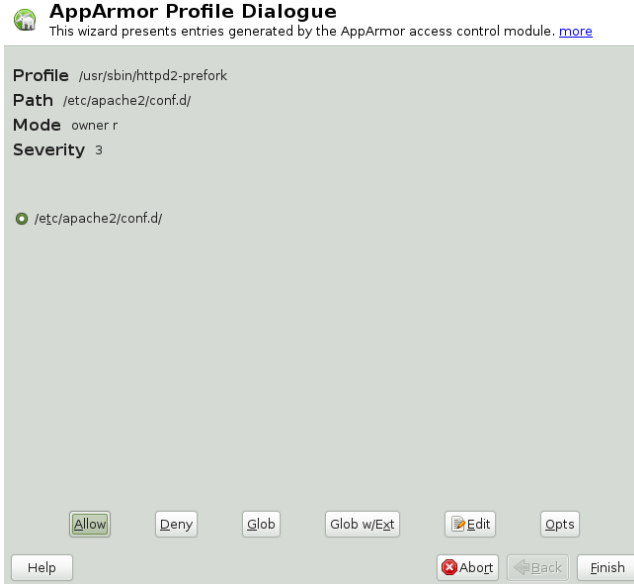 AppArmor Profile Dialogue
This wizard presents entries generated by the AppArmor access control module. more
Profile /usr/sbin/httpd2-prefork
Path /etc/apache2/conf.d/
Mode owner r
Severity 3
/etc/apache2/conf.d/
Allow Deny Glob Glob w/Ext Edit Opts
Help Abort Back Finish